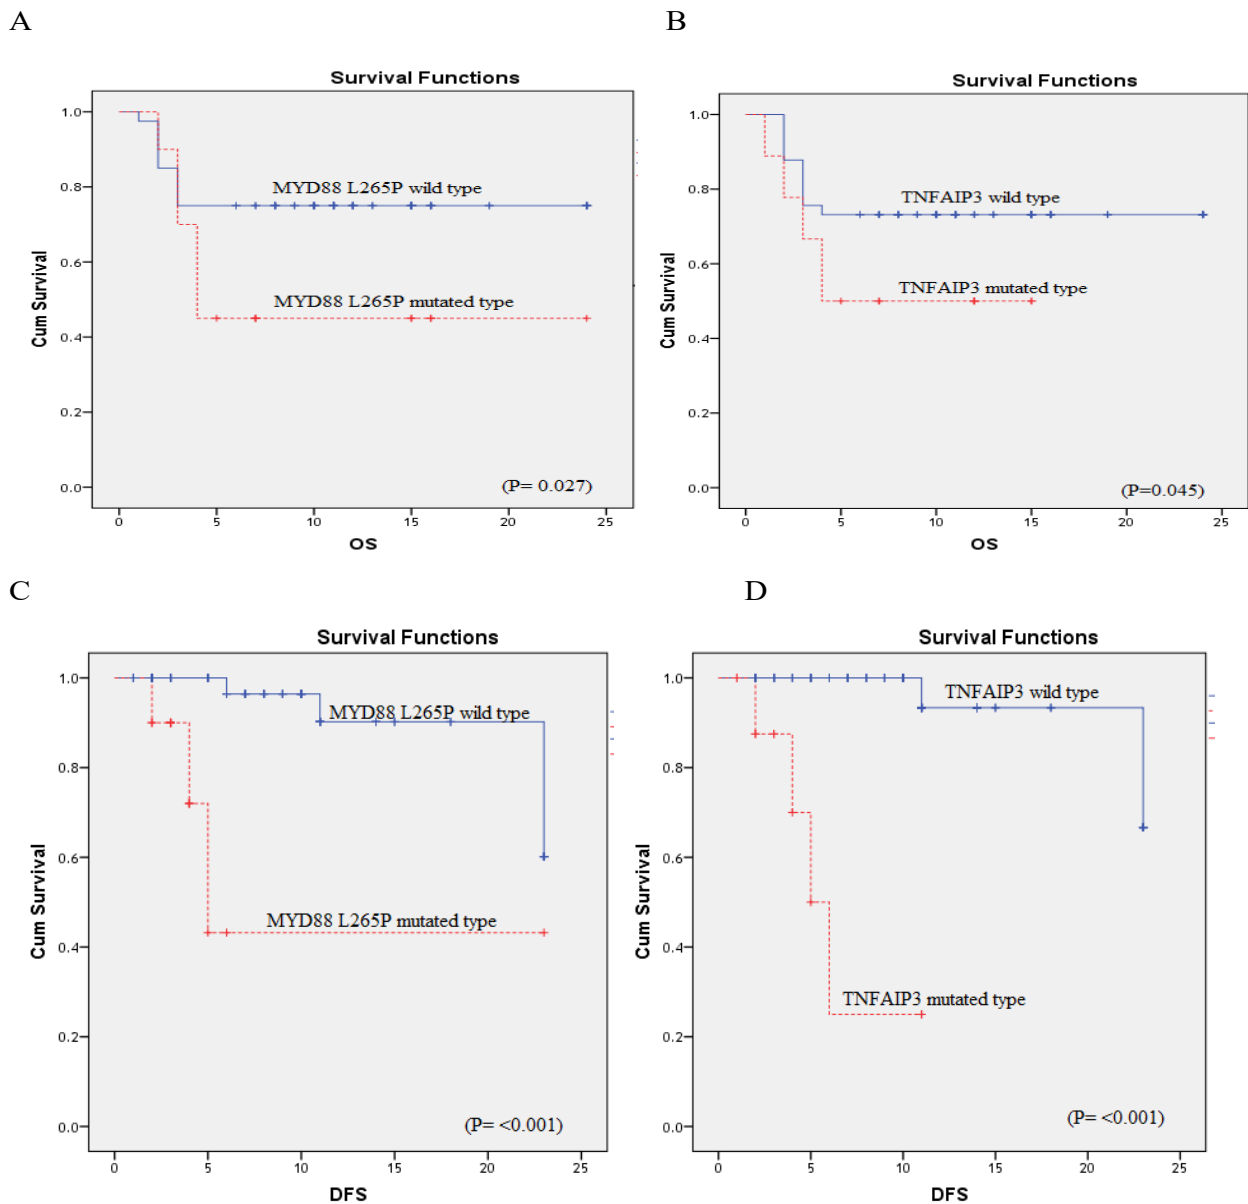 A
B
Survival Functions
1.0
0.8
0.6
0.4
0.2
0.0
Cum Survival
MYD88 L265P wild type
MYD88 L265P mutated type
(P= 0.027)
0 5 10 15 20 25
OS
Survival Functions
1.0
0.8
0.6
0.4
0.2
0.0
Cum Survival
TNFAIP3 wild type
TNFAIP3 mutated type
(P=0.045)
0 5 10 15 20 25
OS
C
D
Survival Functions
1.0
0.8
0.6
0.4
0.2
0.0
Cum Survival
MYD88 L265P wild type
MYD88 L265P mutated type
(P= <0.001)
0 5 10 15 20 25
DFS
Survival Functions
1.0
0.8
0.6
0.4
0.2
0.0
Cum Survival
TNFAIP3 wild type
TNFAIP3 mutated type
(P= <0.001)
0 5 10 15 20 25
DFS